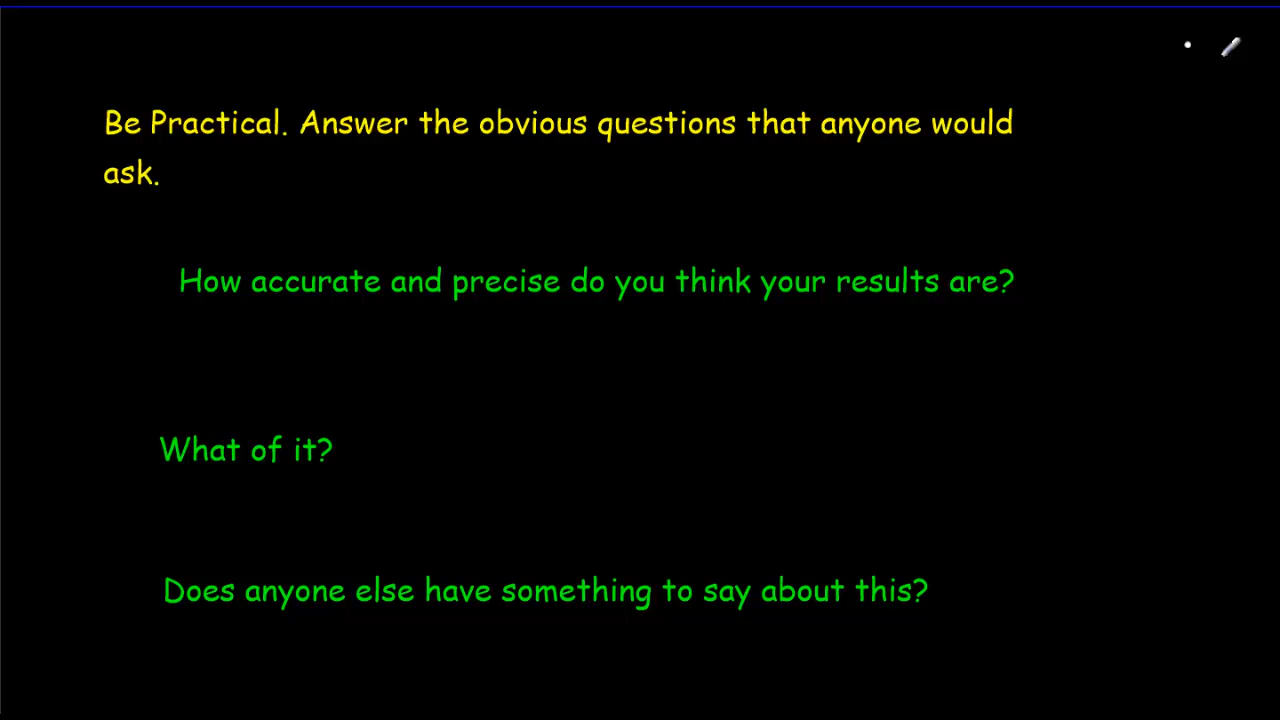 Be Practical. Answer the obvious questions that anyone would
ask.
How accurate and precise do you think your results are?
What of it?
Does anyone else have something to say about this?